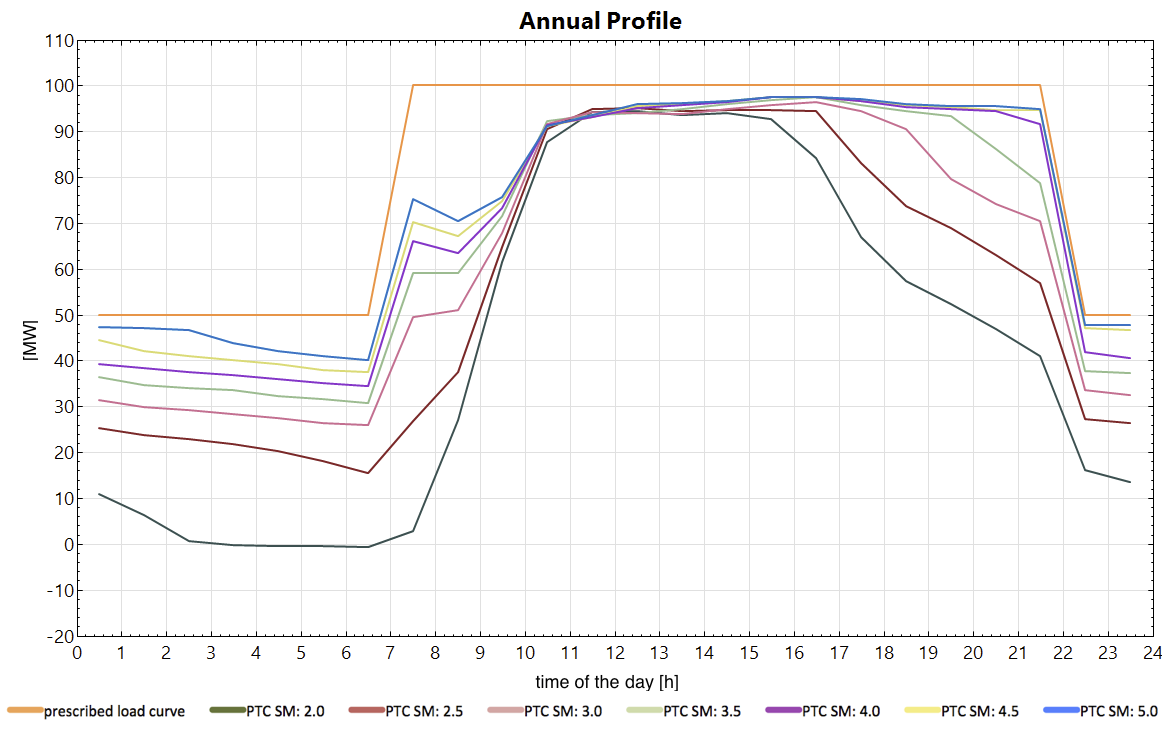 Annual Profile
110
100
90
80
70
60
50
40
30
20
10
0
-10
-20
[MW]
0 1 2 3 4 5 6 7 8 9 10 11 12 13 14 15 16 17 18 19 20 21 22 23 24
time of the day [h]
prescribed load curve PTC SM: 2.0 PTC SM: 2.5 PTC SM: 3.0 PTC SM: 3.5 PTC SM: 4.0 PTC SM: 4.5 PTC SM: 5.0